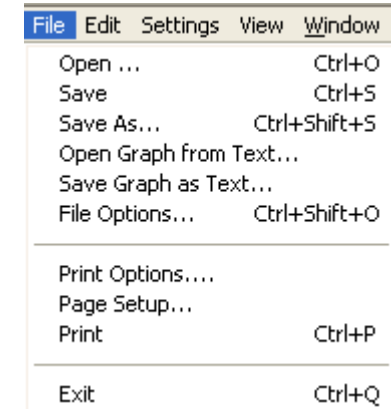 File Edit Settings View Window
Open ... Ctrl+O
Save Ctrl+S
Save As... Ctrl+Shift+S
Open Graph from Text...
Save Graph as Text...
File Options... Ctrl+Shift+O
Print Options....
Page Setup...
Print Ctrl+P
Exit Ctrl+Q